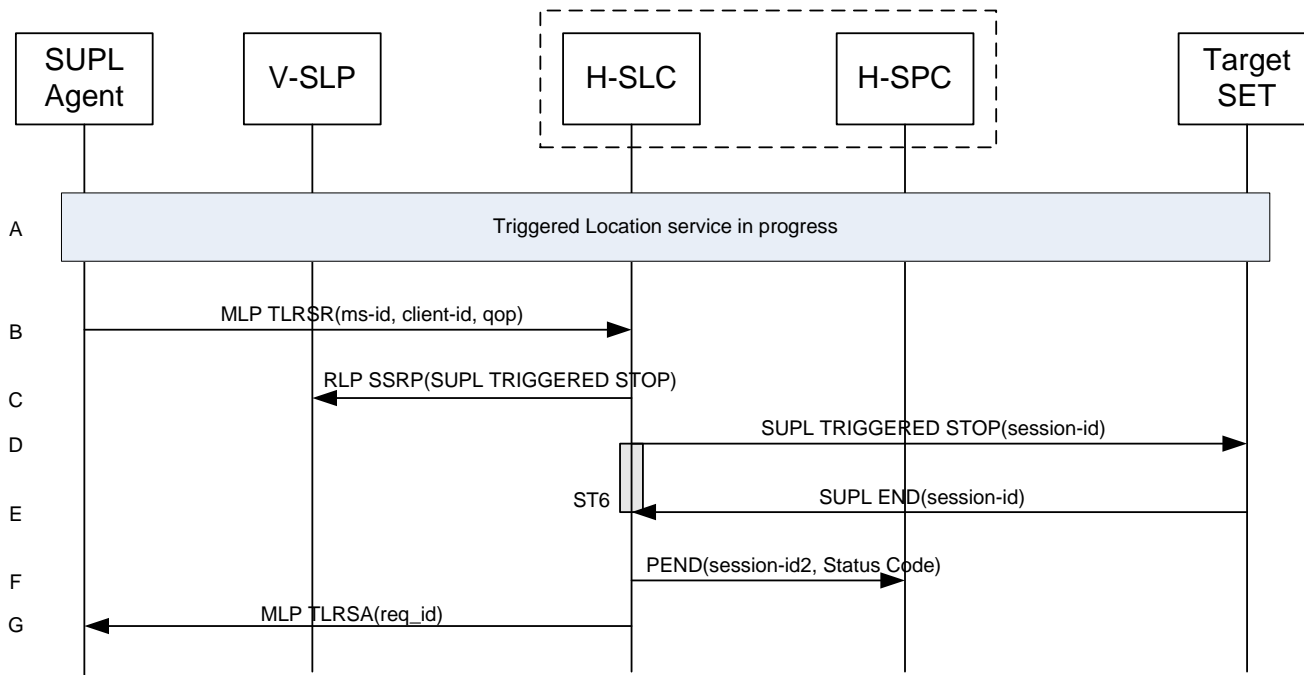 SUPL
Agent
V-SLP
H-SLC
H-SPC
Target
SET
A
Triggered Location service in progress
B
MLP TLRSR(ms-id, client-id, qop)
C
RLP SSRP(SUPL TRIGGERED STOP)
D
SUPL TRIGGERED STOP(session-id)
E
ST6
SUPL END(session-id)
F
PEND(session-id2, Status Code)
G
MLP TLRSA(req_id)